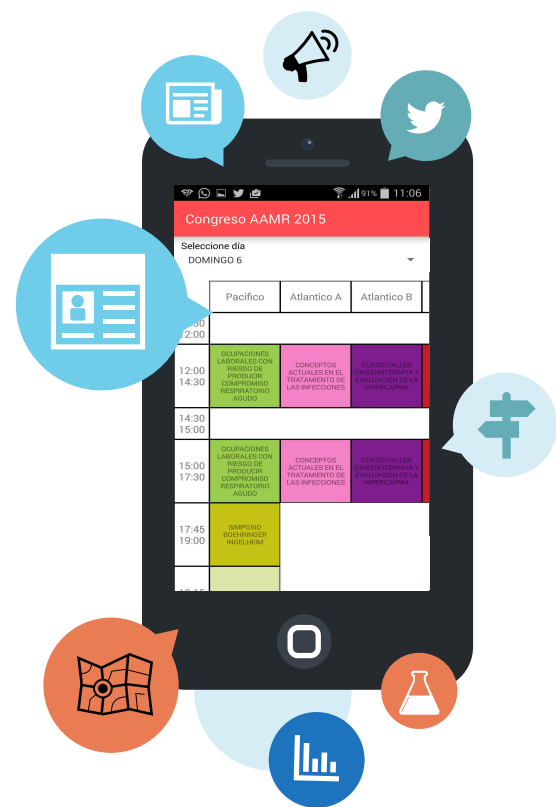 91% 11:06
Congreso AAMR 2015
Seleccione día
DOMINGO 6
Pacifico Atlantico A Atlantico B
:30
12:00
12:00
14:30
OCUPACIONES
LABORALES CON
RIESGO DE
PRODUCIR
COMPROMISO
RESPIRATORIO
AGUDO
CONCEPTOS
ACTUALES EN EL
TRATAMIENTO DE
LAS INFECCIONES
CURSO-TALLER
OXIGENOTERAPIA Y
EVALUACIÓN DE LA
HIPERCAPNIA
14:30
15:00
15:00
17:30
OCUPACIONES
LABORALES CON
RIESGO DE
PRODUCIR
COMPROMISO
RESPIRATORIO
AGUDO
CONCEPTOS
ACTUALES EN EL
TRATAMIENTO DE
LAS INFECCIONES
CURSO-TALLER
OXIGENOTERAPIA Y
EVALUACIÓN DE LA
HIPERCAPNIA
17:45
19:00
SIMPOSIO
BOEHRINGER
INGELHEIM